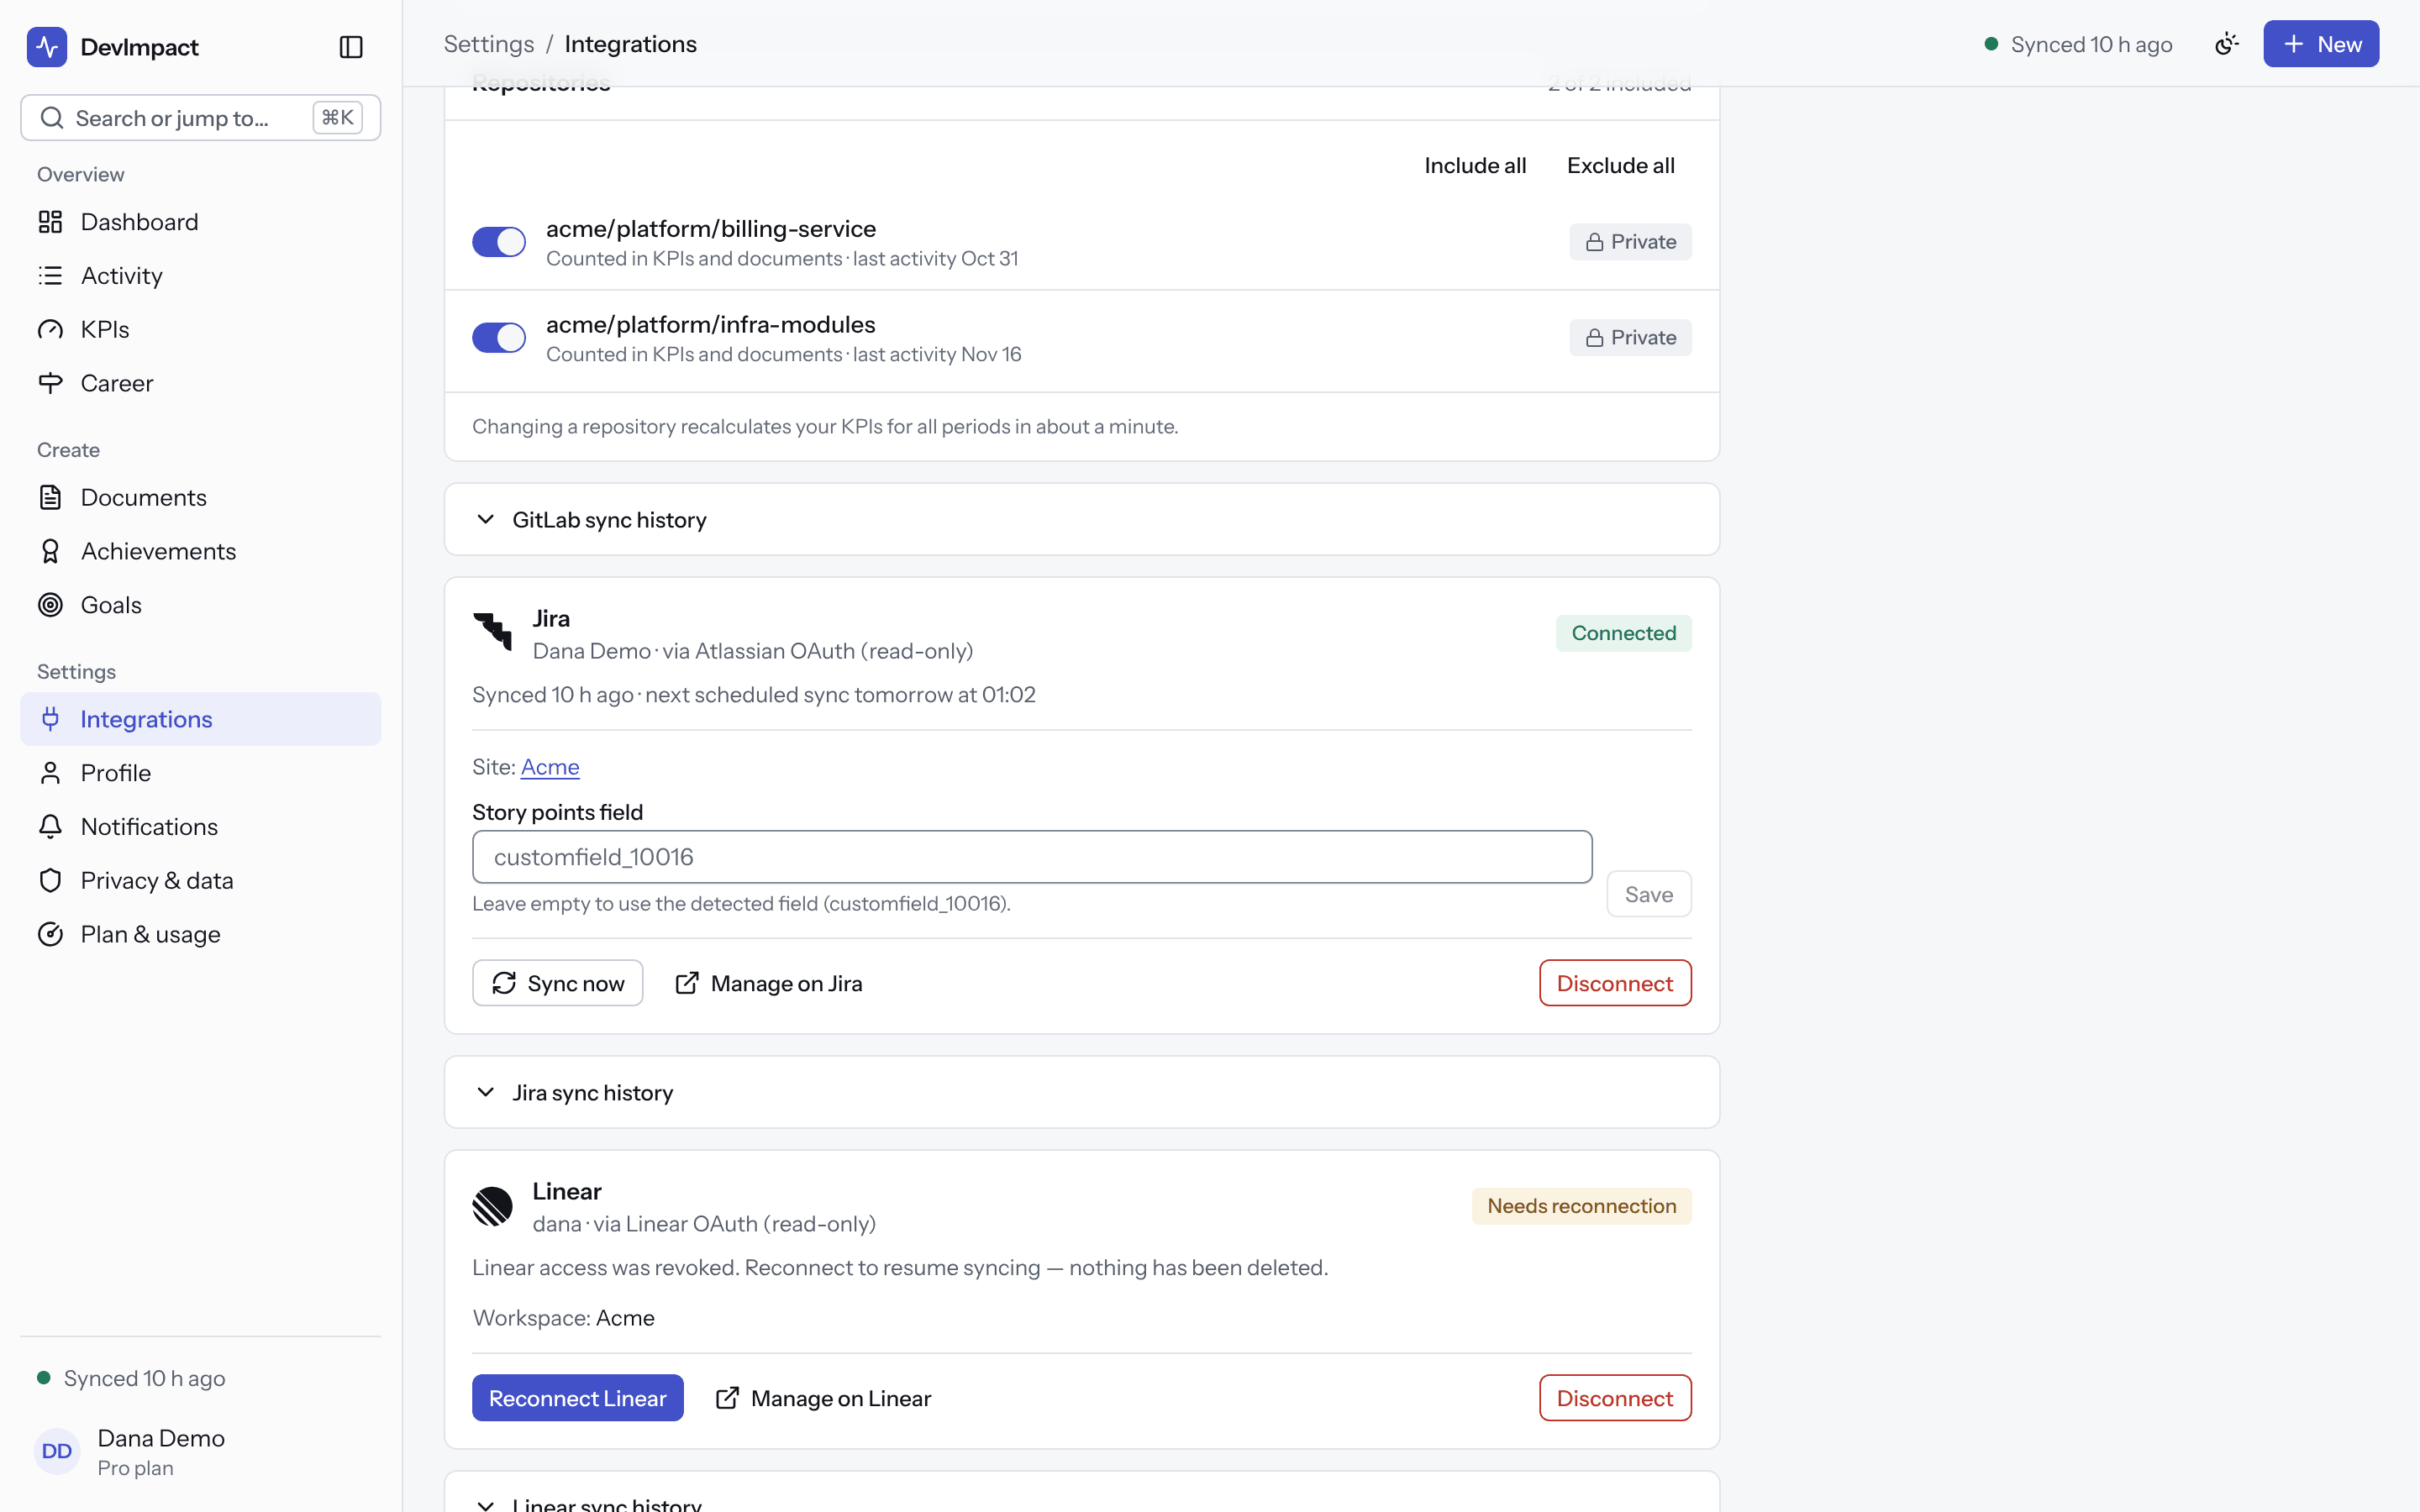 DevImpact
Search or jump to...
⌘K
Overview
Dashboard
Activity
KPIs
Career
Create
Documents
Achievements
Goals
Settings
Integrations
Profile
Notifications
Privacy & data
Plan & usage
Synced 10 h ago
DD
Dana Demo
Pro plan
Settings / Integrations
Synced 10 h ago
New
Repositories
2 of 2 included
Include all
Exclude all
acme/platform/billing-service
Counted in KPIs and documents · last activity Oct 31
Private
acme/platform/infra-modules
Counted in KPIs and documents · last activity Nov 16
Private
Changing a repository recalculates your KPIs for all periods in about a minute.
GitLab sync history
Jira
Dana Demo · via Atlassian OAuth (read-only)
Connected
Synced 10 h ago · next scheduled sync tomorrow at 01:02
Site: Acme
Story points field
customfield_10016
Leave empty to use the detected field (customfield_10016).
Save
Sync now
Manage on Jira
Disconnect
Jira sync history
Linear
dana · via Linear OAuth (read-only)
Needs reconnection
Linear access was revoked. Reconnect to resume syncing — nothing has been deleted.
Workspace: Acme
Reconnect Linear
Manage on Linear
Disconnect
Linear sync history